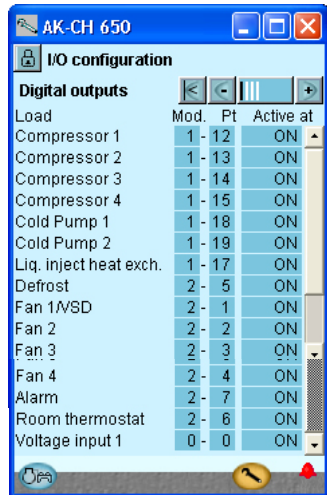 AK-CH 650
I/O configuration
Digital outputs
Load Mod. Pt Active at
Compressor 1 1 - 12 ON
Compressor 2 1 - 13 ON
Compressor 3 1 - 14 ON
Compressor 4 1 - 15 ON
Cold Pump 1 1 - 18 ON
Cold Pump 2 1 - 19 ON
Liq. inject heat exch. 1 - 17 ON
Defrost 2 - 5 ON
Fan 1/VSD 2 - 1 ON
Fan 2 2 - 2 ON
Fan 3 2 - 3 ON
Fan 4 2 - 4 ON
Alarm 2 - 7 ON
Room thermostat 2 - 6 ON
Voltage input 1 0 - 0 ON